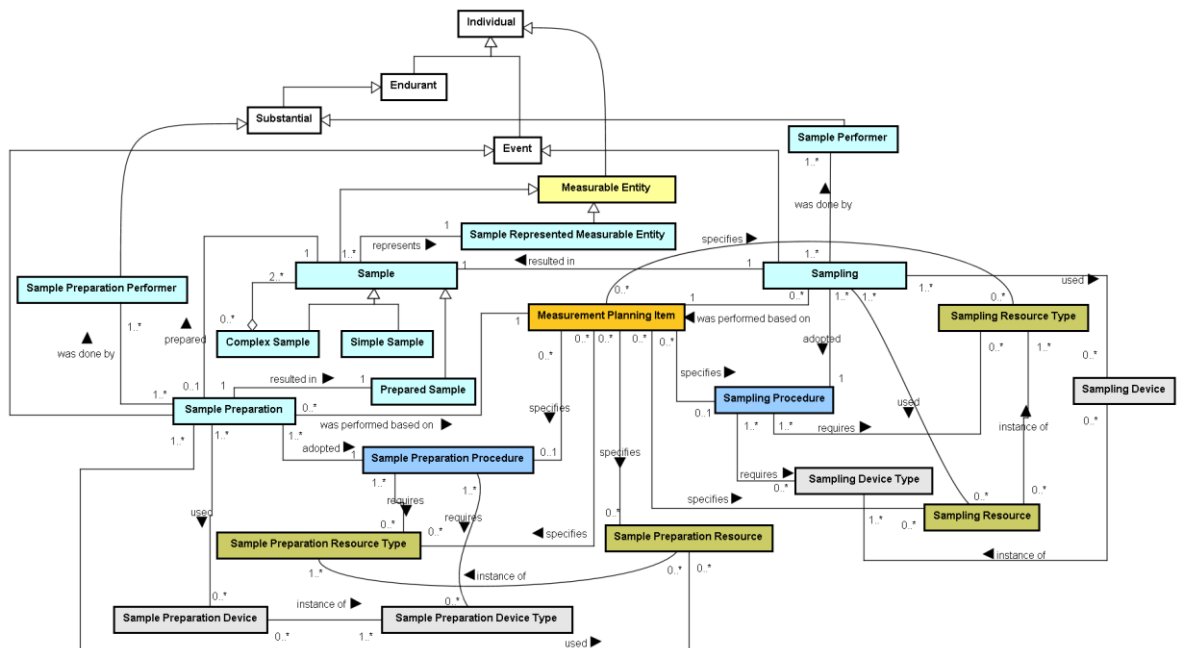 Individual
Endurant
Substantial
Sample Performer
Event
1..*
Measurable Entity
was done by
1
Sample Represented Measurable Entity
specifies
represents
1
1..*
1..*
Sample
1
resulted in
1
Sampling
2..*
1..*
used
Sample Preparation Performer
0..*
1
0..*
1..*
1..*
0..*
1..*
0..*
Measurement Planning Item
was performed based on
Sampling Resource Type
prepared
Complex Sample
Simple Sample
1
was done by
0..*
0..*
0..*
0..*
0..*
adopted
1..*
0..*
resulted in
1
Prepared Sample
specifies
1
Sampling Device
0..1
1
Sampling Procedure
1..*
Sample Preparation
0..*
specifies
0..1
used
0..*
was performed based on
1..*
1..*
requires
instance of
1..*
1..*
1..*
adopted
1
Sample Preparation Procedure
0..1
specifies
requires
Sampling Device Type
1..*
1..*
0..*
0..*
used
requires
requires
specifies
1..*
0..*
Sampling Resource
0..*
0..*
0..*
Sample Preparation Resource Type
specifies
Sample Preparation Resource
instance of
1..*
instance of
0..*
0..*
0..*
0..*
Sample Preparation Device
instance of
Sample Preparation Device Type
0..*
1..*
used